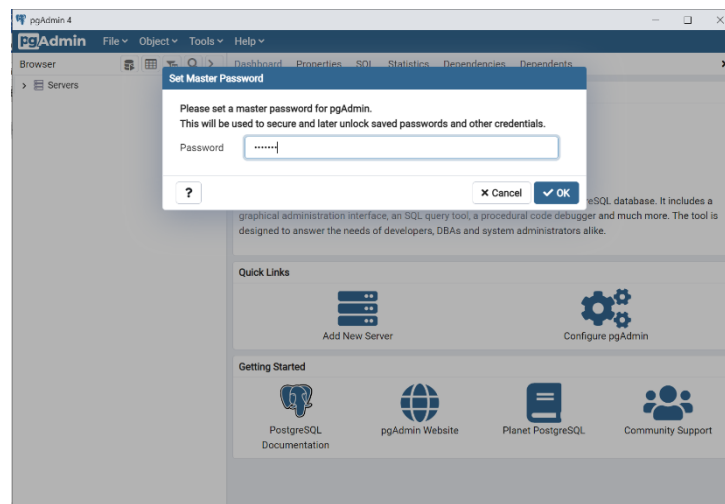 pgAdmin 4
pgAdmin File Object Tools Help
Browser
Dashboard Properties SQL Statistics Dependencies Dependents
Servers
Set Master Password
Please set a master password for pgAdmin.
This will be used to secure and later unlock saved passwords and other credentials.
Password •••••••
? Cancel OK
database. It includes a
graphical administration interface, an SQL query tool, a procedural code debugger and much more. The tool is
designed to answer the needs of developers, DBAs and system administrators alike.
Quick Links
Add New Server
Configure pgAdmin
Getting Started
PostgreSQL
Documentation
pgAdmin Website
Planet PostgreSQL
Community Support